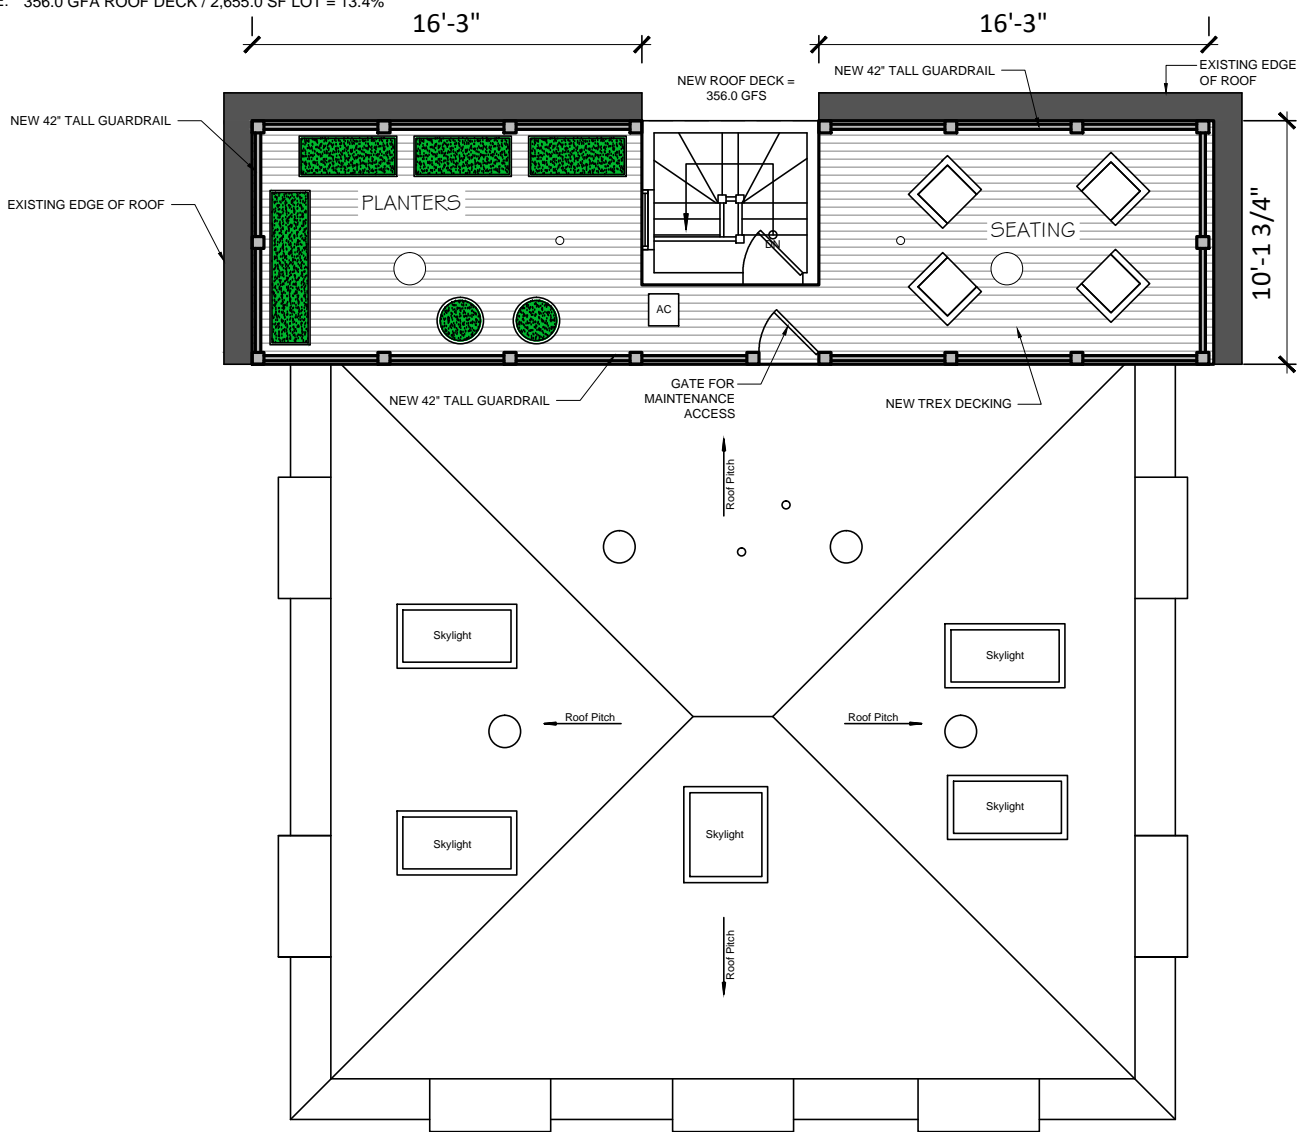 356.0 GFA ROOF DECK / 2,655.0 SF LOT = 13.4%
16'-3"
16'-3"
NEW ROOF DECK =
356.0 GFS
NEW 42" TALL GUARDRAIL
EXISTING EDGE
OF ROOF
NEW 42" TALL GUARDRAIL
EXISTING EDGE OF ROOF
PLANTERS
SEATING
DN
10'-1 3/4"
AC
GATE FOR
MAINTENANCE
ACCESS
NEW 42" TALL GUARDRAIL
NEW TREX DECKING
Roof Pitch
Skylight
Skylight
Roof Pitch
Roof Pitch
Skylight
Skylight
Skylight
Roof Pitch